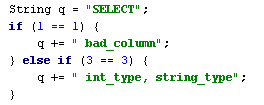 String q = "SELECT";
if (1 == 1) {
    q += " bad_column";
} else if (3 == 3) {
    q += " int_type, string_type";
}